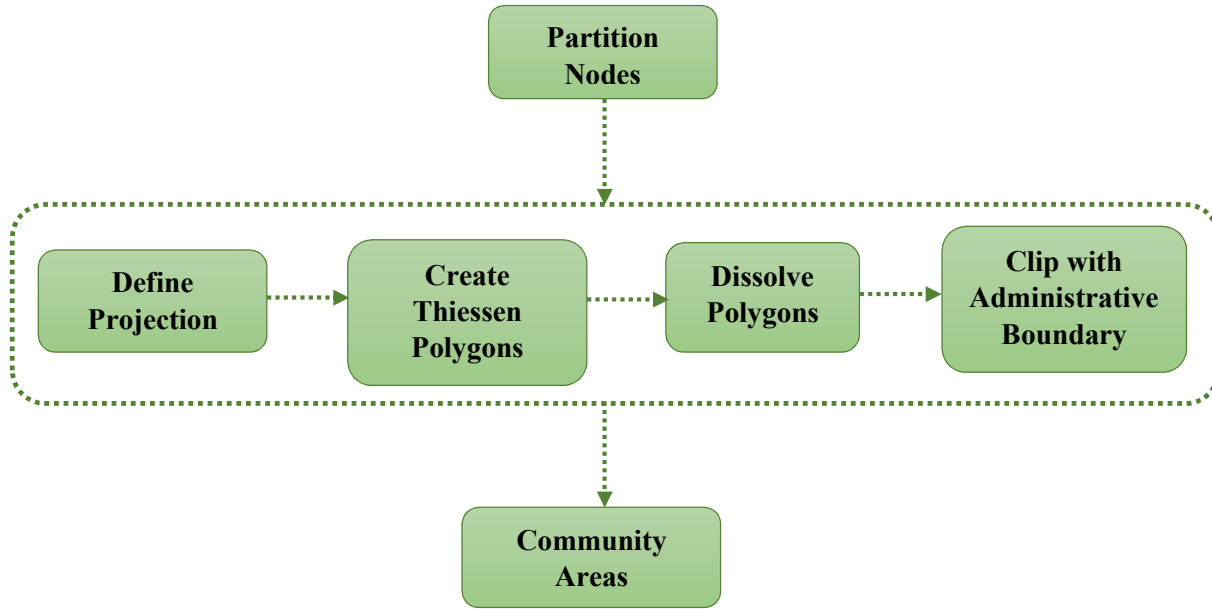 Partition
Nodes
Define
Projection
Create
Thiessen
Polygons
Dissolve
Polygons
Clip with
Administrative
Boundary
Community
Areas